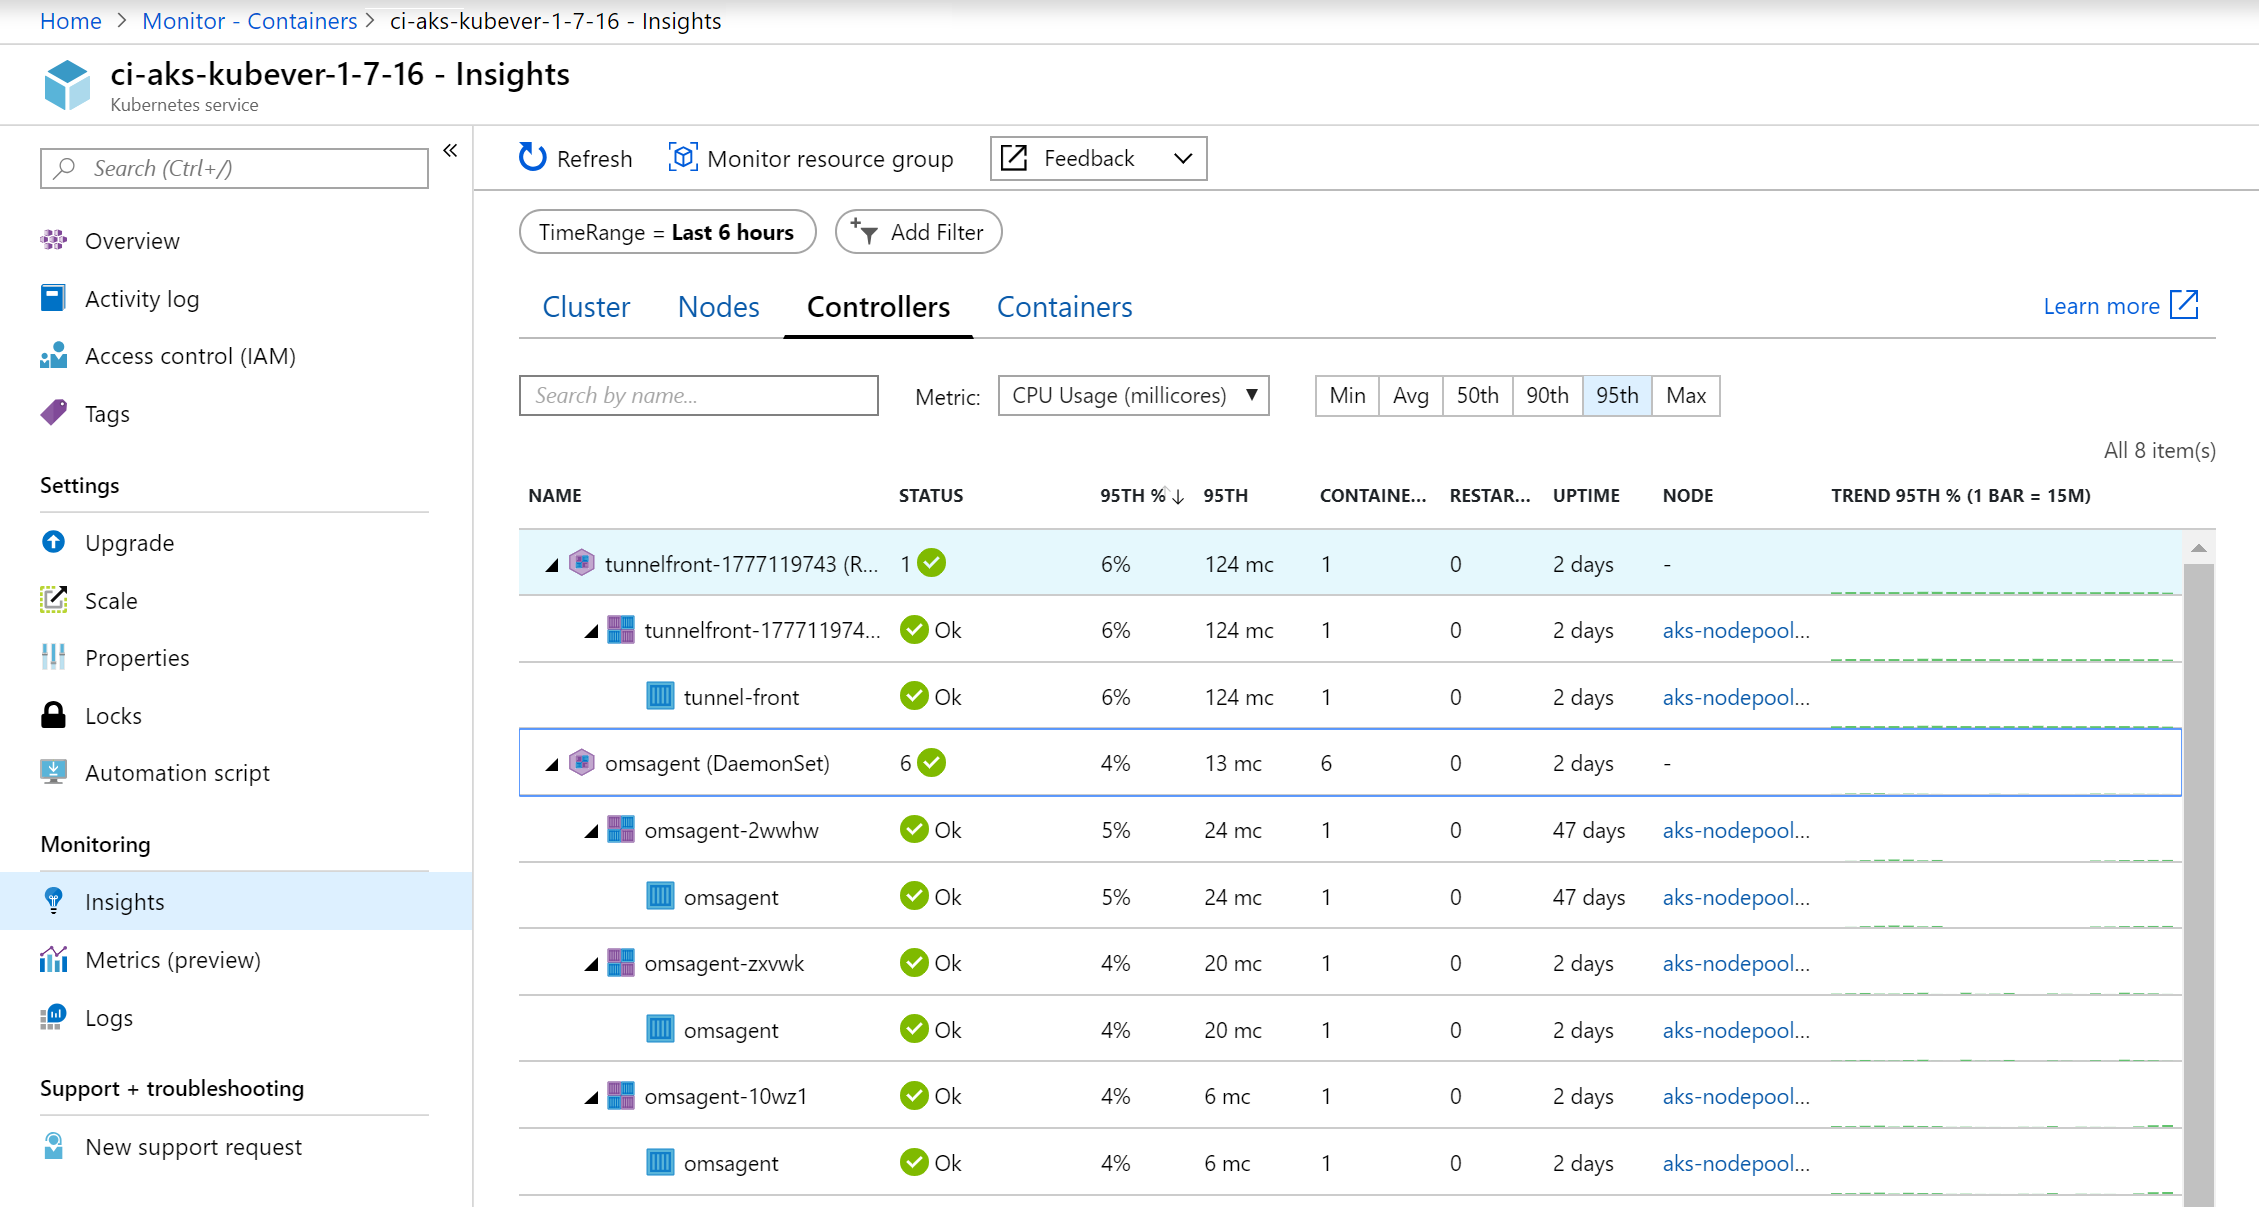 Home > Monitor - Containers > ci-aks-kubever-1-7-16 - Insights
ci-aks-kubever-1-7-16 - Insights
Kubernetes service
Search (Ctrl+/)
«
Overview
Activity log
Access control (IAM)
Tags
Settings
Upgrade
Scale
Properties
Locks
Automation script
Monitoring
Insights
Metrics (preview)
Logs
Support + troubleshooting
New support request
Refresh Monitor resource group Feedback
TimeRange = Last 6 hours Add Filter
Cluster Nodes Controllers Containers Learn more
Search by name... Metric: CPU Usage (millicores) Min Avg 50th 90th 95th Max
All 8 item(s)
NAME STATUS 95TH % ↓ 95TH CONTAINE... RESTAR... UPTIME NODE TREND 95TH % (1 BAR = 15M)
tunnelfront-1777119743 (R... 1 6% 124 mc 1 0 2 days -
tunnelfront-177711974... Ok 6% 124 mc 1 0 2 days aks-nodepool...
tunnel-front Ok 6% 124 mc 1 0 2 days aks-nodepool...
omsagent (DaemonSet) 6 4% 13 mc 6 0 2 days -
omsagent-2wwhw Ok 5% 24 mc 1 0 47 days aks-nodepool...
omsagent Ok 5% 24 mc 1 0 47 days aks-nodepool...
omsagent-zxvwk Ok 4% 20 mc 1 0 2 days aks-nodepool...
omsagent Ok 4% 20 mc 1 0 2 days aks-nodepool...
omsagent-10wz1 Ok 4% 6 mc 1 0 2 days aks-nodepool...
omsagent Ok 4% 6 mc 1 0 2 days aks-nodepool...